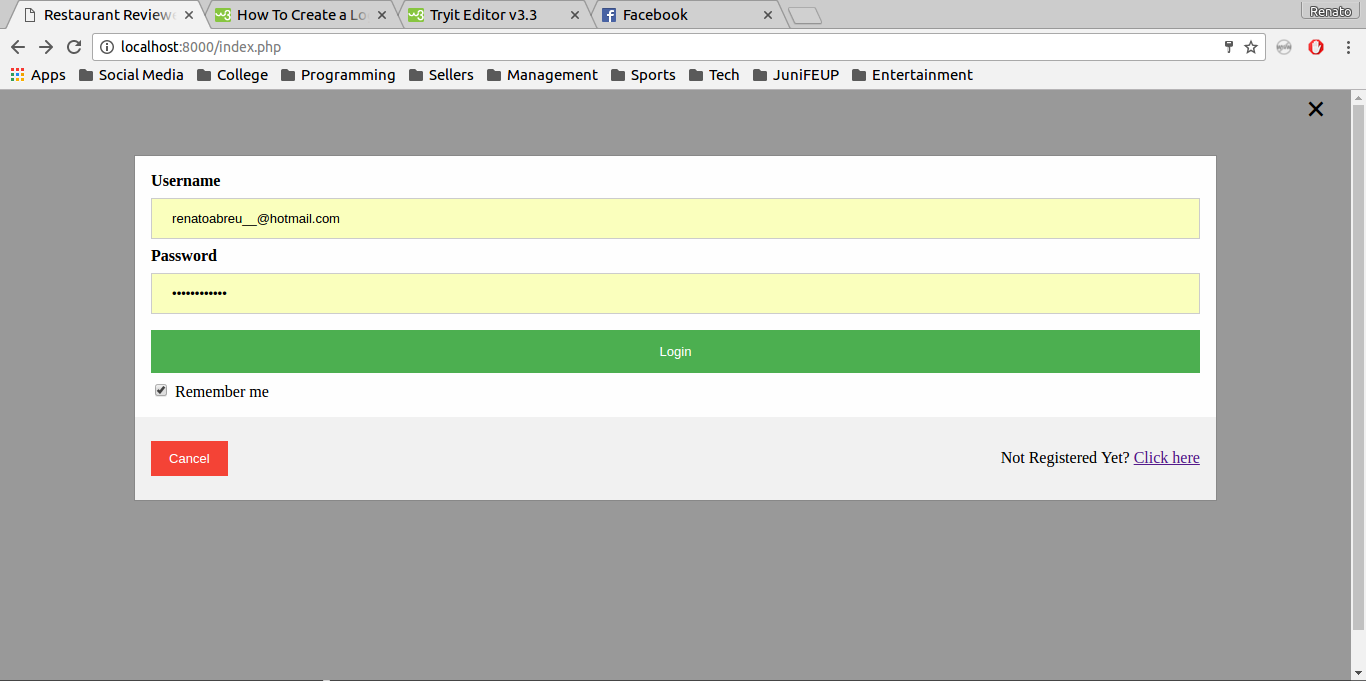 Restaurant Reviewe
How To Create a Lo
Tryit Editor v3.3
Facebook
Renato
localhost:8000/index.php
Apps Social Media College Programming Sellers Management Sports Tech JuniFEUP Entertainment
Username
renatoabreu__@hotmail.com
Password
••••••••••••
Login
Remember me
Cancel
Not Registered Yet? Click here